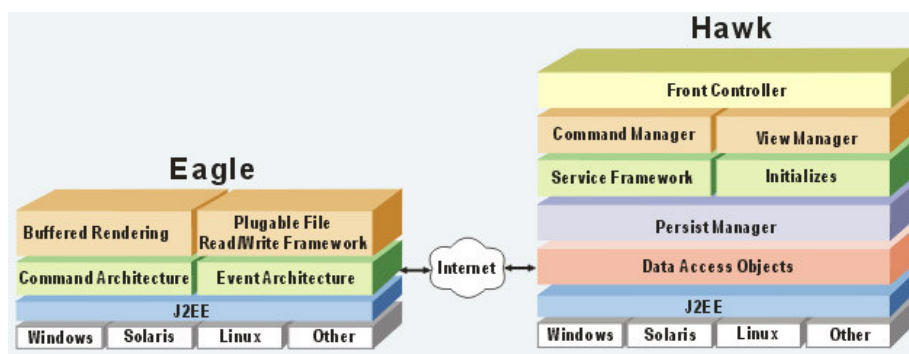 Eagle
Buffered Rendering
Plugable File
Read/Write Framework
Command Architecture
Event Architecture
J2EE
Windows
Solaris
Linux
Other
Internet
Hawk
Front Controller
Command Manager
View Manager
Service Framework
Initializes
Persist Manager
Data Access Objects
J2EE
Windows
Solaris
Linux
Other